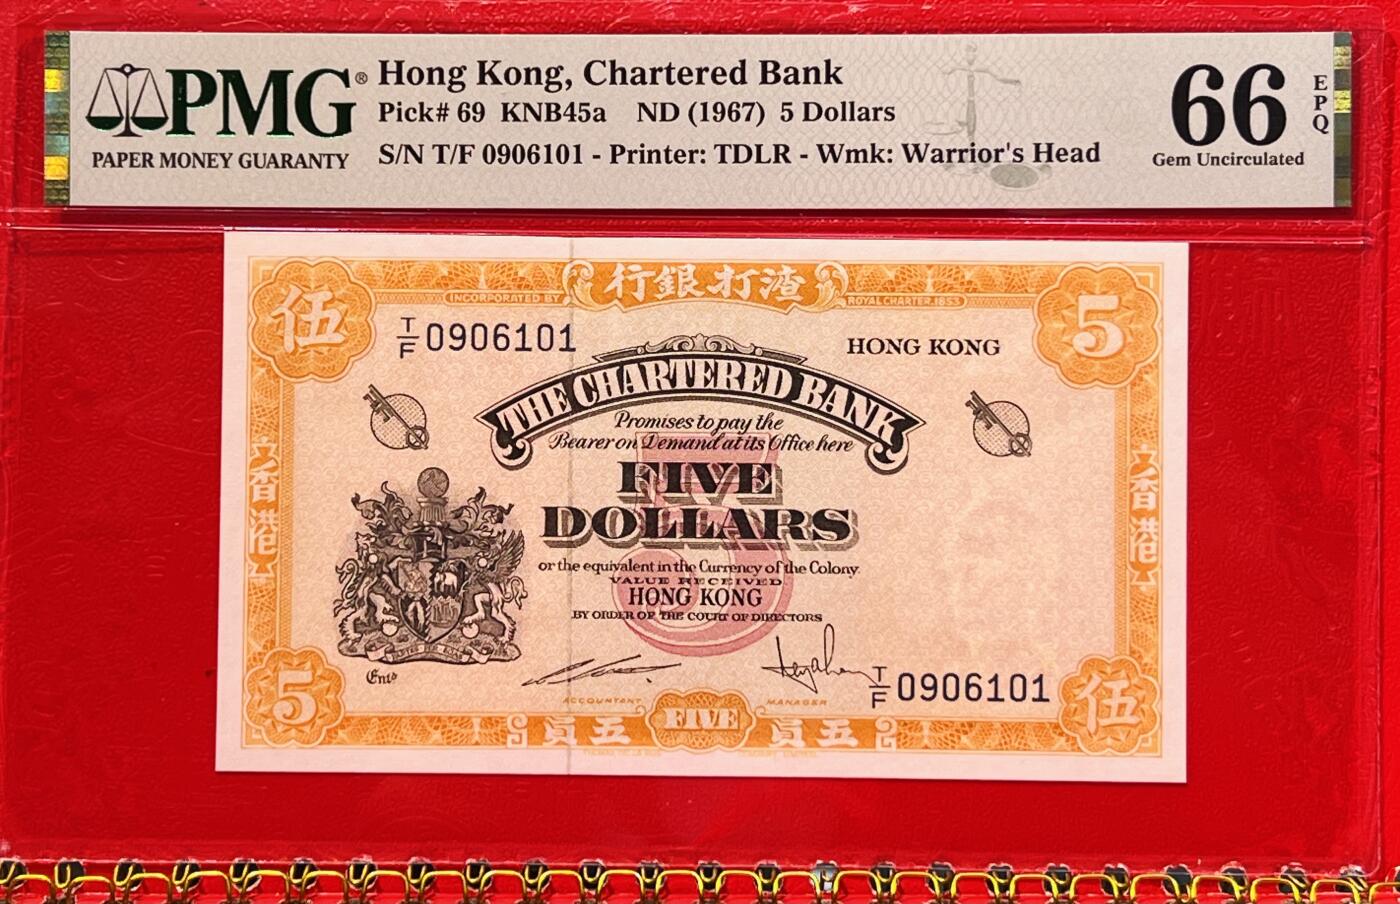 PMG®
PAPER MONEY GUARANTY
Hong Kong, Chartered Bank
Pick# 69 KNB45a ND (1967) 5 Dollars
S/N T/F 0906101 - Printer: TDLR - Wmk: Warrior's Head
66 EPQ
Gem Uncirculated
行銀打渣
INCORPORATED BY ROYAL CHARTER.1853
伍
5
T/F 0906101
HONG KONG
THE CHARTERED BANK
Promises to pay the
Bearer on Demand at its Office here
FIVE
DOLLARS
5
or the equivalent in the Currency of the Colony
VALUE RECEIVED
HONG KONG
BY ORDER OF THE COURT OF DIRECTORS
香港
香港
Entd
ACCOUNTANT
MANAGER
T/F 0906101
5
員五
FIVE
員五
伍